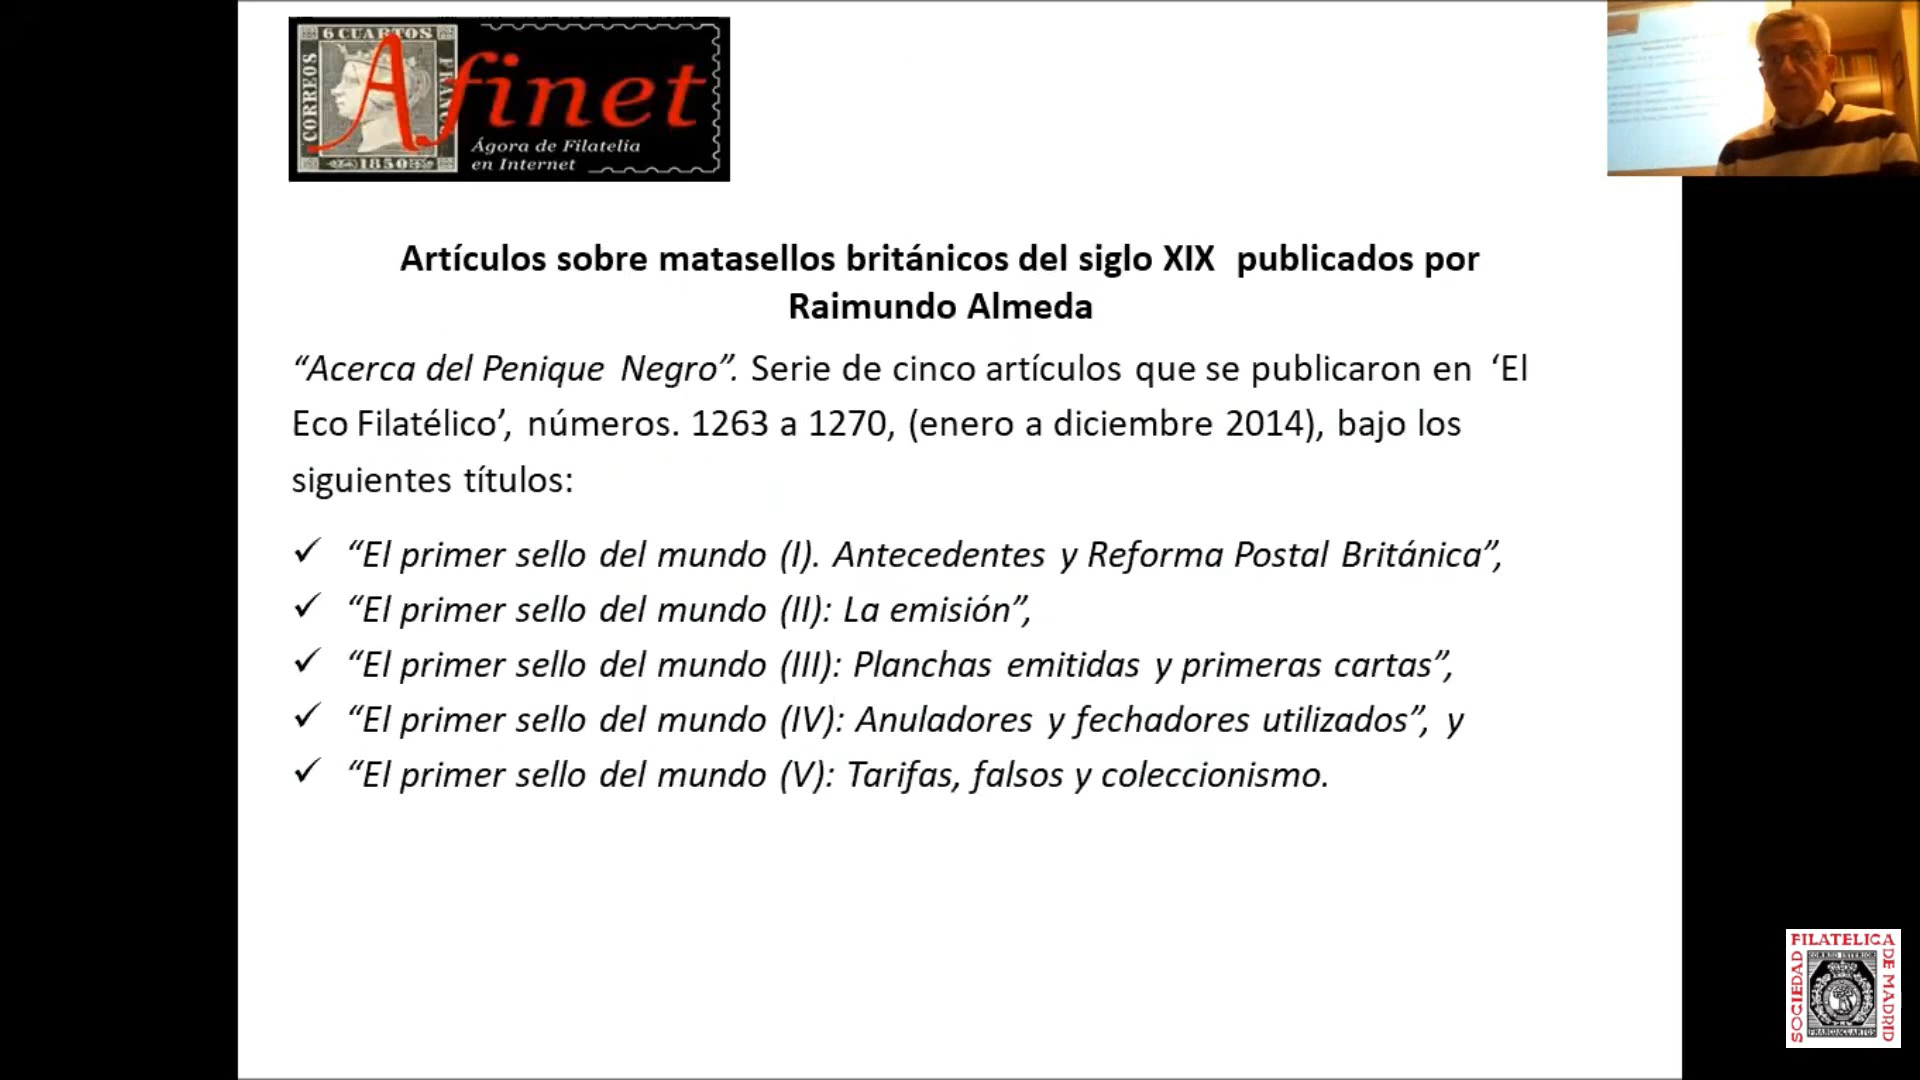 6 CUARTOS
CORREOS
FRANCO
1850
Afinet
Ágora de Filatelia
en Internet
Artículos sobre matasellos británicos del siglo XIX publicados por
Raimundo Almeda
“Acerca del Penique Negro”. Serie de cinco artículos que se publicaron en ‘El
Eco Filatélico’, números. 1263 a 1270, (enero a diciembre 2014), bajo los
siguientes títulos:
✓ “El primer sello del mundo (I). Antecedentes y Reforma Postal Británica”,
✓ “El primer sello del mundo (II): La emisión”,
✓ “El primer sello del mundo (III): Planchas emitidas y primeras cartas”,
✓ “El primer sello del mundo (IV): Anuladores y fechadores utilizados”, y
✓ “El primer sello del mundo (V): Tarifas, falsos y coleccionismo.
SOCIEDAD
FILATELICA
DE MADRID
CORREO INTERIOR